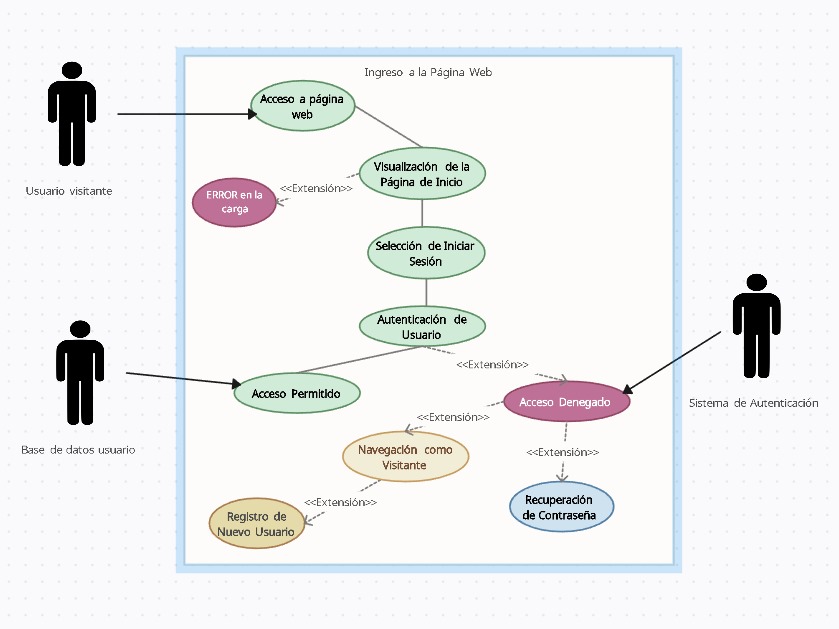 Ingreso a la Página Web
Acceso a página
web
Visualización de la
Página de Inicio
<<Extensión>>
ERROR en la
carga
Usuario visitante
Selección de Iniciar
Sesión
Autenticación de
Usuario
<<Extensión>>
Acceso Permitido
Acceso Denegado
Sistema de Autenticación
<<Extensión>>
Base de datos usuario
Navegación como
Visitante
<<Extensión>>
<<Extensión>>
Recuperación
de Contraseña
Registro de
Nuevo Usuario